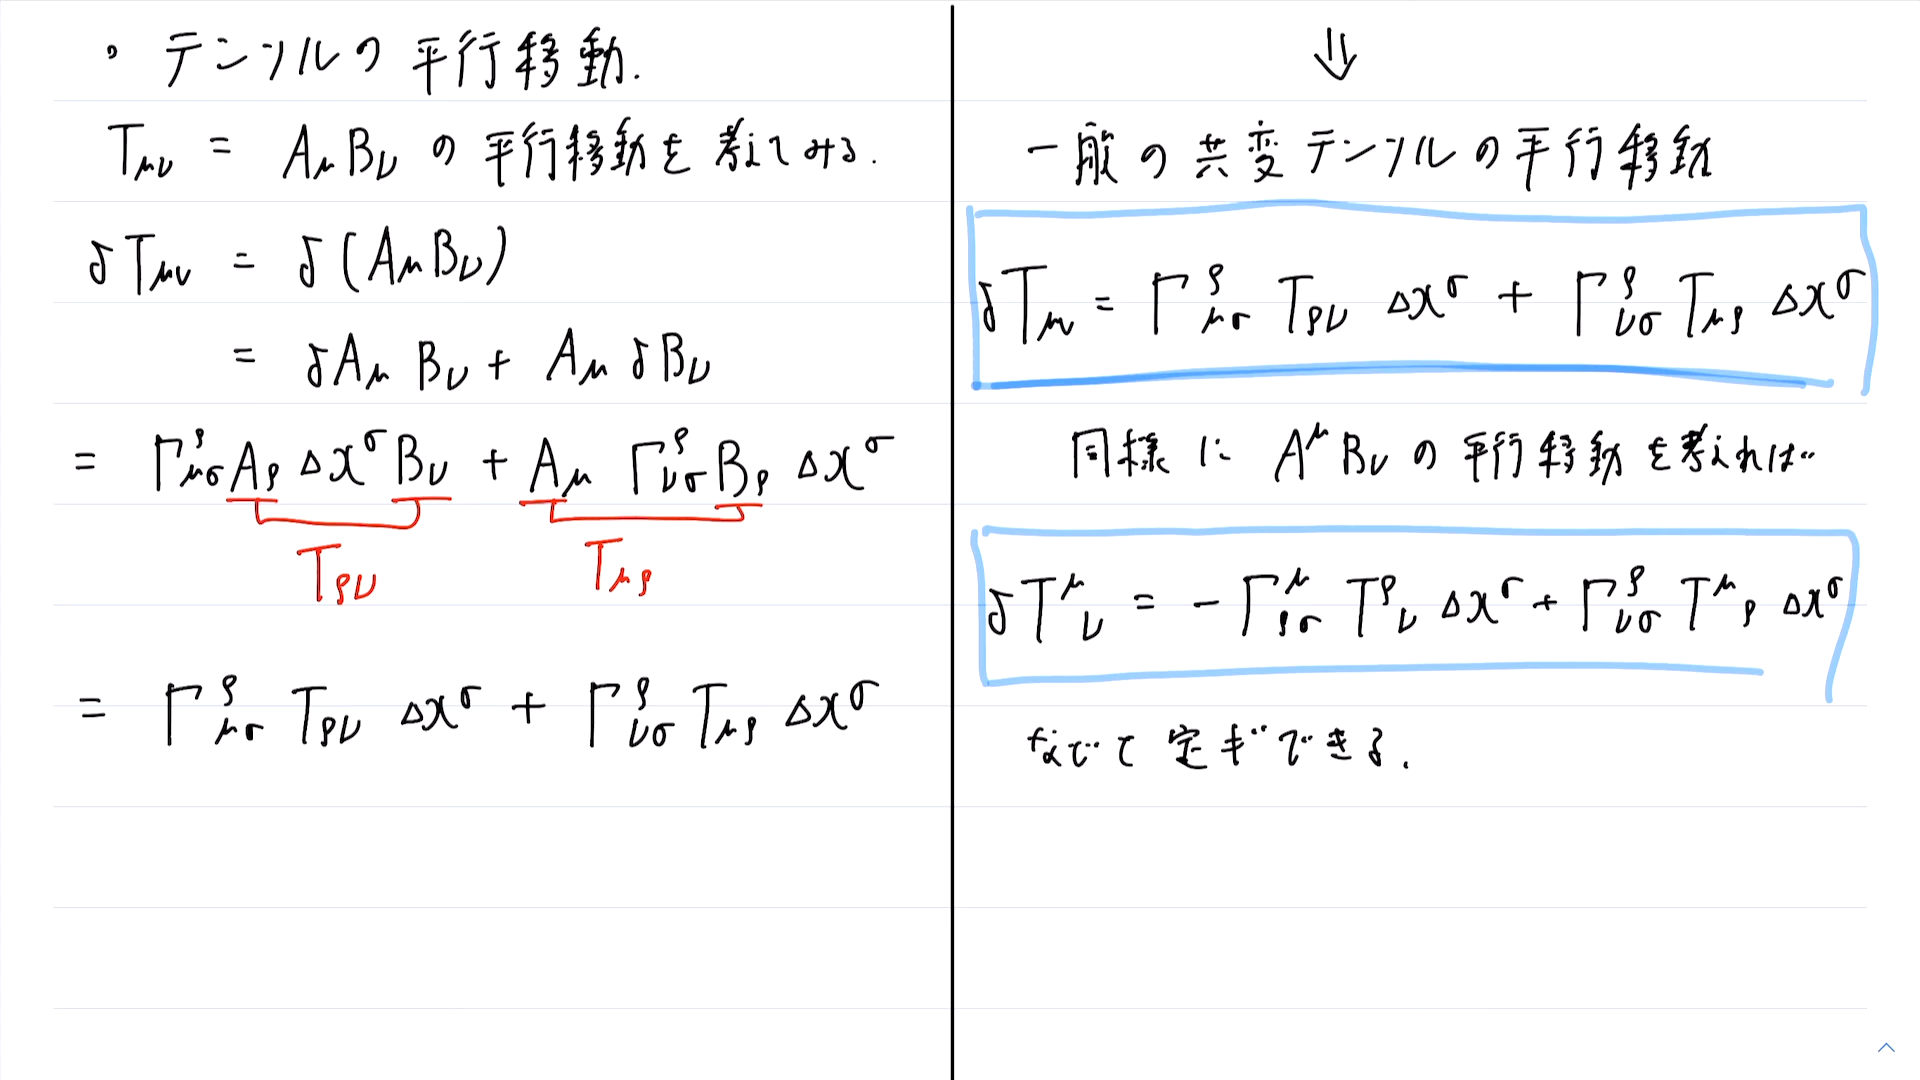 。テンソルの平行移動.
Tμν = AμBν の平行移動を考えてみる.
δTμν = δ(AμBν)
= δAμ Bν + Aμ δBν
= Γ^ρ_μσ Aρ Δx^σ Bν + Aμ Γ^ρ_νσ Bρ Δx^σ
Tρν Tμρ
= Γ^ρ_μσ Tρν Δx^σ + Γ^ρ_νσ Tμρ Δx^σ
⇓
一般の共変テンソルの平行移動
δTμν = Γ^ρ_μσ Tρν Δx^σ + Γ^ρ_νσ Tμρ Δx^σ
同様に A^μ Bν の平行移動を考えれば
δT^μ_ν = -Γ^μ_ρσ T^ρ_ν Δx^σ + Γ^ρ_νσ T^μ_ρ Δx^σ
などと定ギできる.